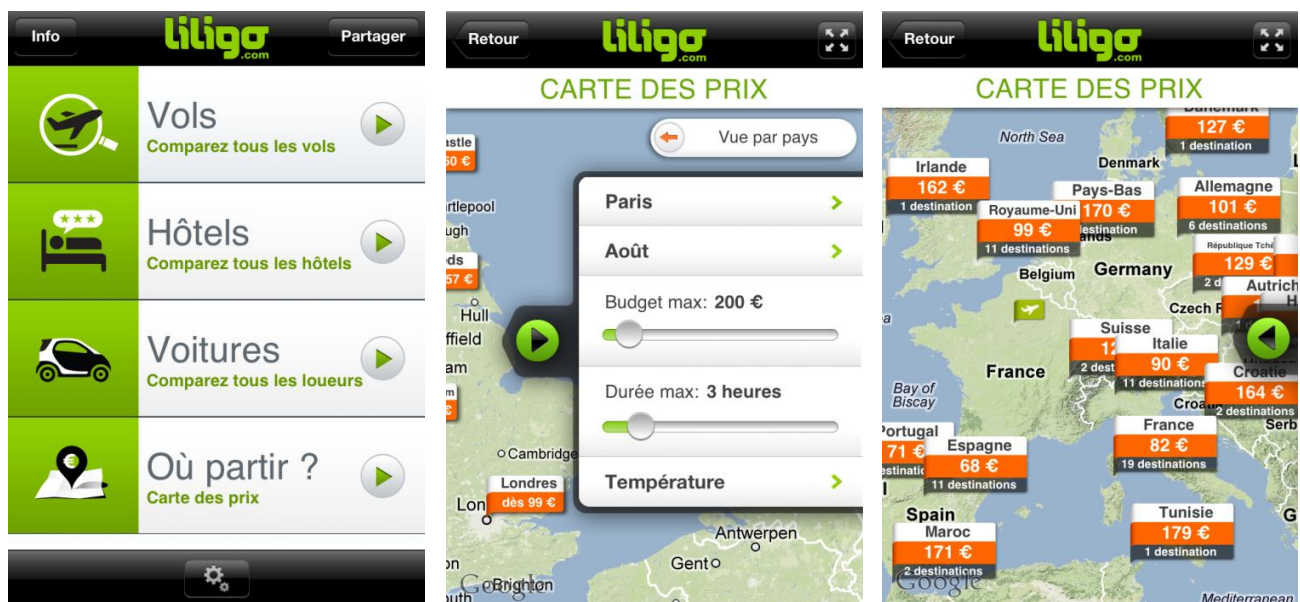 Info
liligo
.com
Partager
Vols
Comparez tous les vols
Hôtels
Comparez tous les hôtels
Voitures
Comparez tous les loueurs
Où partir ?
Carte des prix
Retour
liligo
.com
CARTE DES PRIX
Vue par pays
Paris
Août
Budget max: 200 €
Durée max: 3 heures
Température
Hull
Cambridge
Londres
dès 99 €
Antwerpen
Gent
Brighton
Google
Retour
liligo
.com
CARTE DES PRIX
Danemark
127 €
1 destination
North Sea
Denmark
Irlande
162 €
1 destination
Pays-Bas
170 €
Allemagne
101 €
6 destinations
Royaume-Uni
99 €
11 destinations
République
129 €
Belgium
Germany
Czech
Suisse
2
Italie
90 €
11 destinations
France
Bay of
Biscay
Croatie
164 €
2 destinations
France
82 €
19 destinations
Portugal
71 €
Espagne
68 €
11 destinations
Spain
Maroc
171 €
2 destinations
Tunisie
179 €
1 destination
Google
Mediterranean